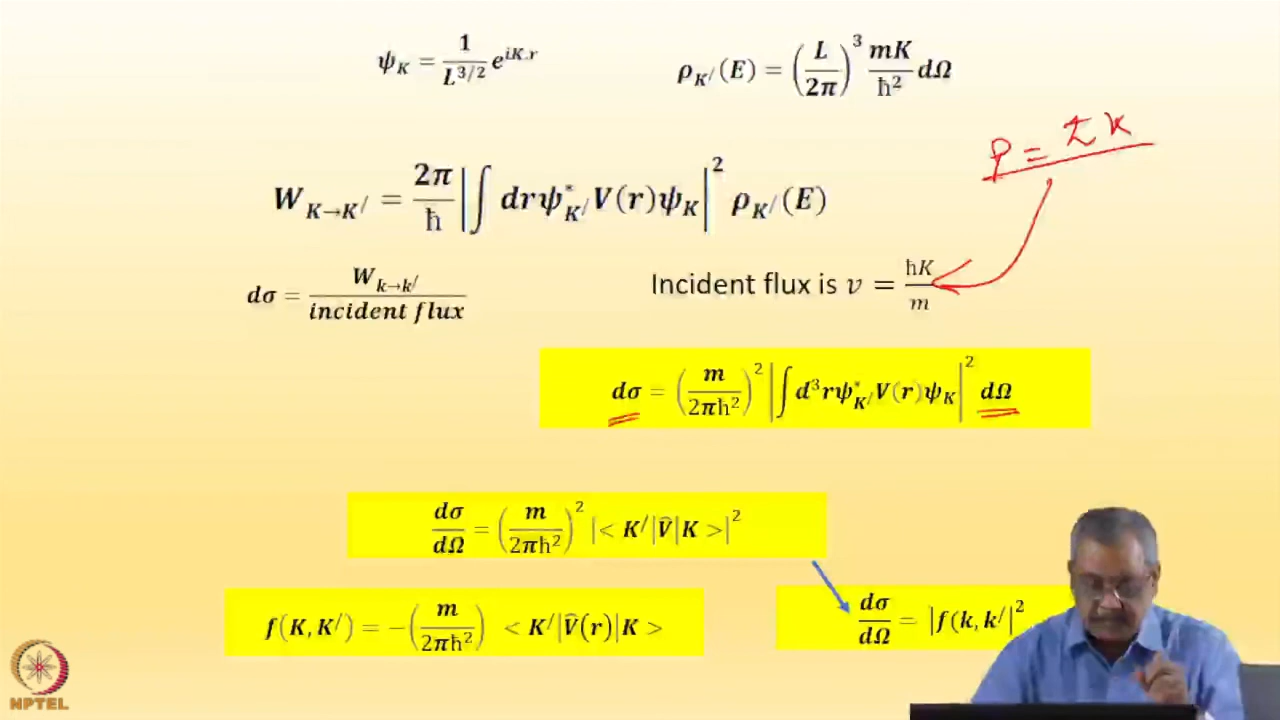 ψ_K = 1/L^{3/2} e^{iK.r}
ρ_{K/}(E) = (L/2π)^3 mK/ħ^2 dΩ
P = ħ k
W_{K→K/} = 2π/ħ |∫ drψ*_{K/}V(r)ψ_K|^2 ρ_{K/}(E)
dσ = W_{k→k/} / incident flux
Incident flux is v = ħK/m
dσ = (m/2πħ^2)^2 |∫ d^3rψ*_{K/}V(r)ψ_K|^2 dΩ
dσ/dΩ = (m/2πħ^2)^2 |< K/|V̂|K >|^2
f(K, K/) = −(m/2πħ^2) < K/|V̂(r)|K >
dσ/dΩ = |f(k, k/|^2
NPTEL